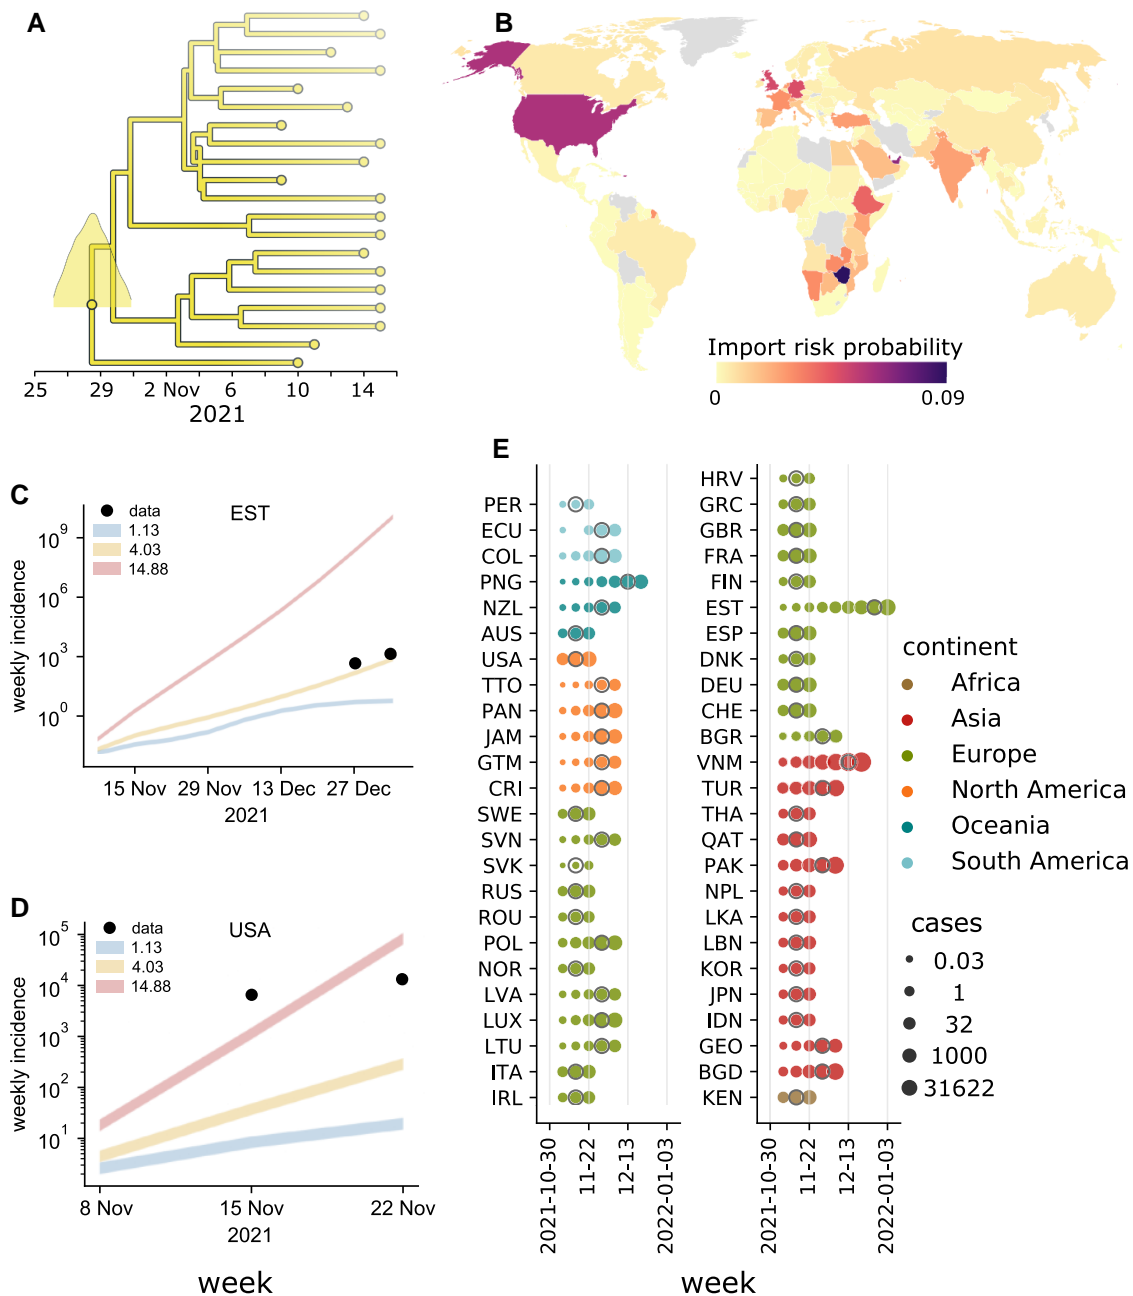 A
25
29
2 Nov
6
10
14
2021
B
Import risk probability
0
0.09
C
EST
data
1.13
4.03
14.88
10^9
10^6
10^3
10^0
weekly incidence
15 Nov
29 Nov
13 Dec
27 Dec
2021
D
USA
data
1.13
4.03
14.88
10^5
10^4
10^3
10^2
10^1
weekly incidence
8 Nov
15 Nov
22 Nov
2021
week
E
PER
ECU
COL
PNG
NZL
AUS
USA
TTO
PAN
JAM
GTM
CRI
SWE
SVN
SVK
RUS
ROU
POL
NOR
LVA
LUX
LTU
ITA
IRL
2021-10-30
11-22
12-13
2022-01-03
HRV
GRC
GBR
FRA
FIN
EST
ESP
DNK
DEU
CHE
BGR
VNM
TUR
THA
QAT
PAK
NPL
LKA
LBN
KOR
JPN
IDN
GEO
BGD
KEN
2021-10-30
11-22
12-13
2022-01-03
week
continent
Africa
Asia
Europe
North America
Oceania
South America
cases
0.03
1
32
1000
31622